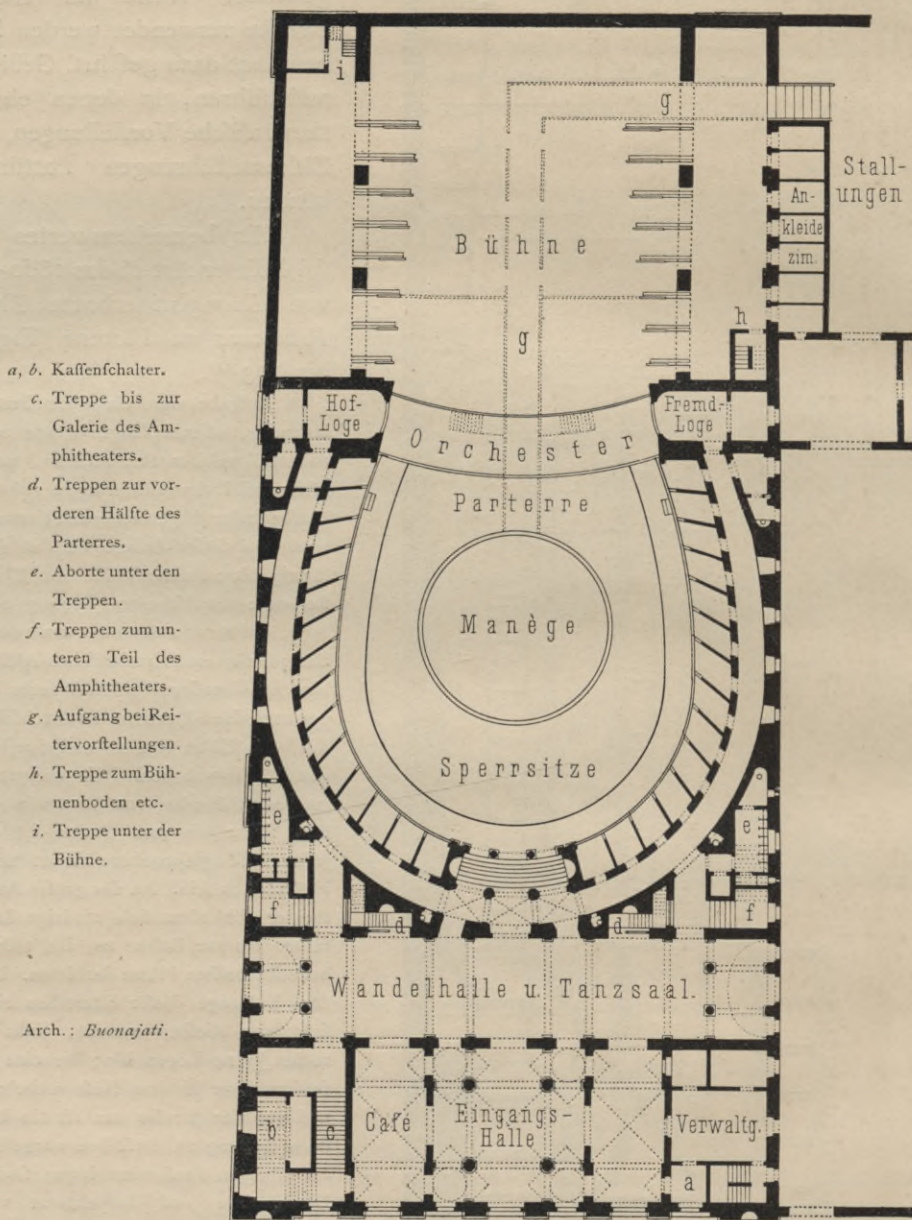 i
g
Stall-
ungen
An-
kleide
zim.
Bühne
g
h
Hof-
Loge
Fremd-
Loge
Orchester
Parterre
Manège
Sperrsitze
e
e
f
f
d
d
Wandelhalle u. Tanzsaal.
b
c
Café
Eingangs-
Halle
Verwaltg.
a
a, b. Kaſſenſchalter.
c. Treppe bis zur
Galerie des Am-
phitheaters.
d. Treppen zur vor-
deren Hälfte des
Parterres.
e. Aborte unter den
Treppen.
f. Treppen zum un-
teren Teil des
Amphitheaters.
g. Aufgang bei Rei-
tervorſtellungen.
h. Treppe zum Büh-
nenboden etc.
i. Treppe unter der
Bühne.
Arch.: Buonajati.